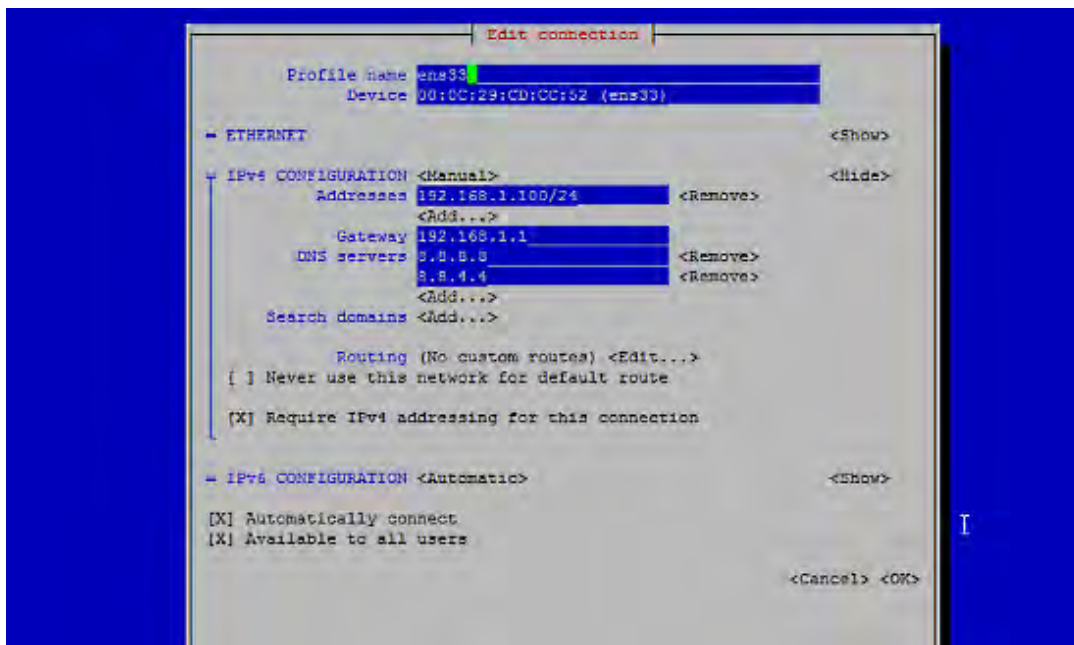 Edit connection
Profile name ens33
Device 00:0C:29:CD:CC:52 (ens33)
= ETHERNET <Show>
IPv4 CONFIGURATION <Manual> <Hide>
Addresses 192.168.1.100/24 <Remove>
<Add...>
Gateway 192.168.1.1
DNS servers 8.8.8.8 <Remove>
8.8.4.4 <Remove>
<Add...>
Search domains <Add...>
Routing (No custom routes) <Edit...>
[ ] Never use this network for default route
[X] Require IPv4 addressing for this connection
= IPv6 CONFIGURATION <Automatic> <Show>
[X] Automatically connect
[X] Available to all users
<Cancel> <OK>